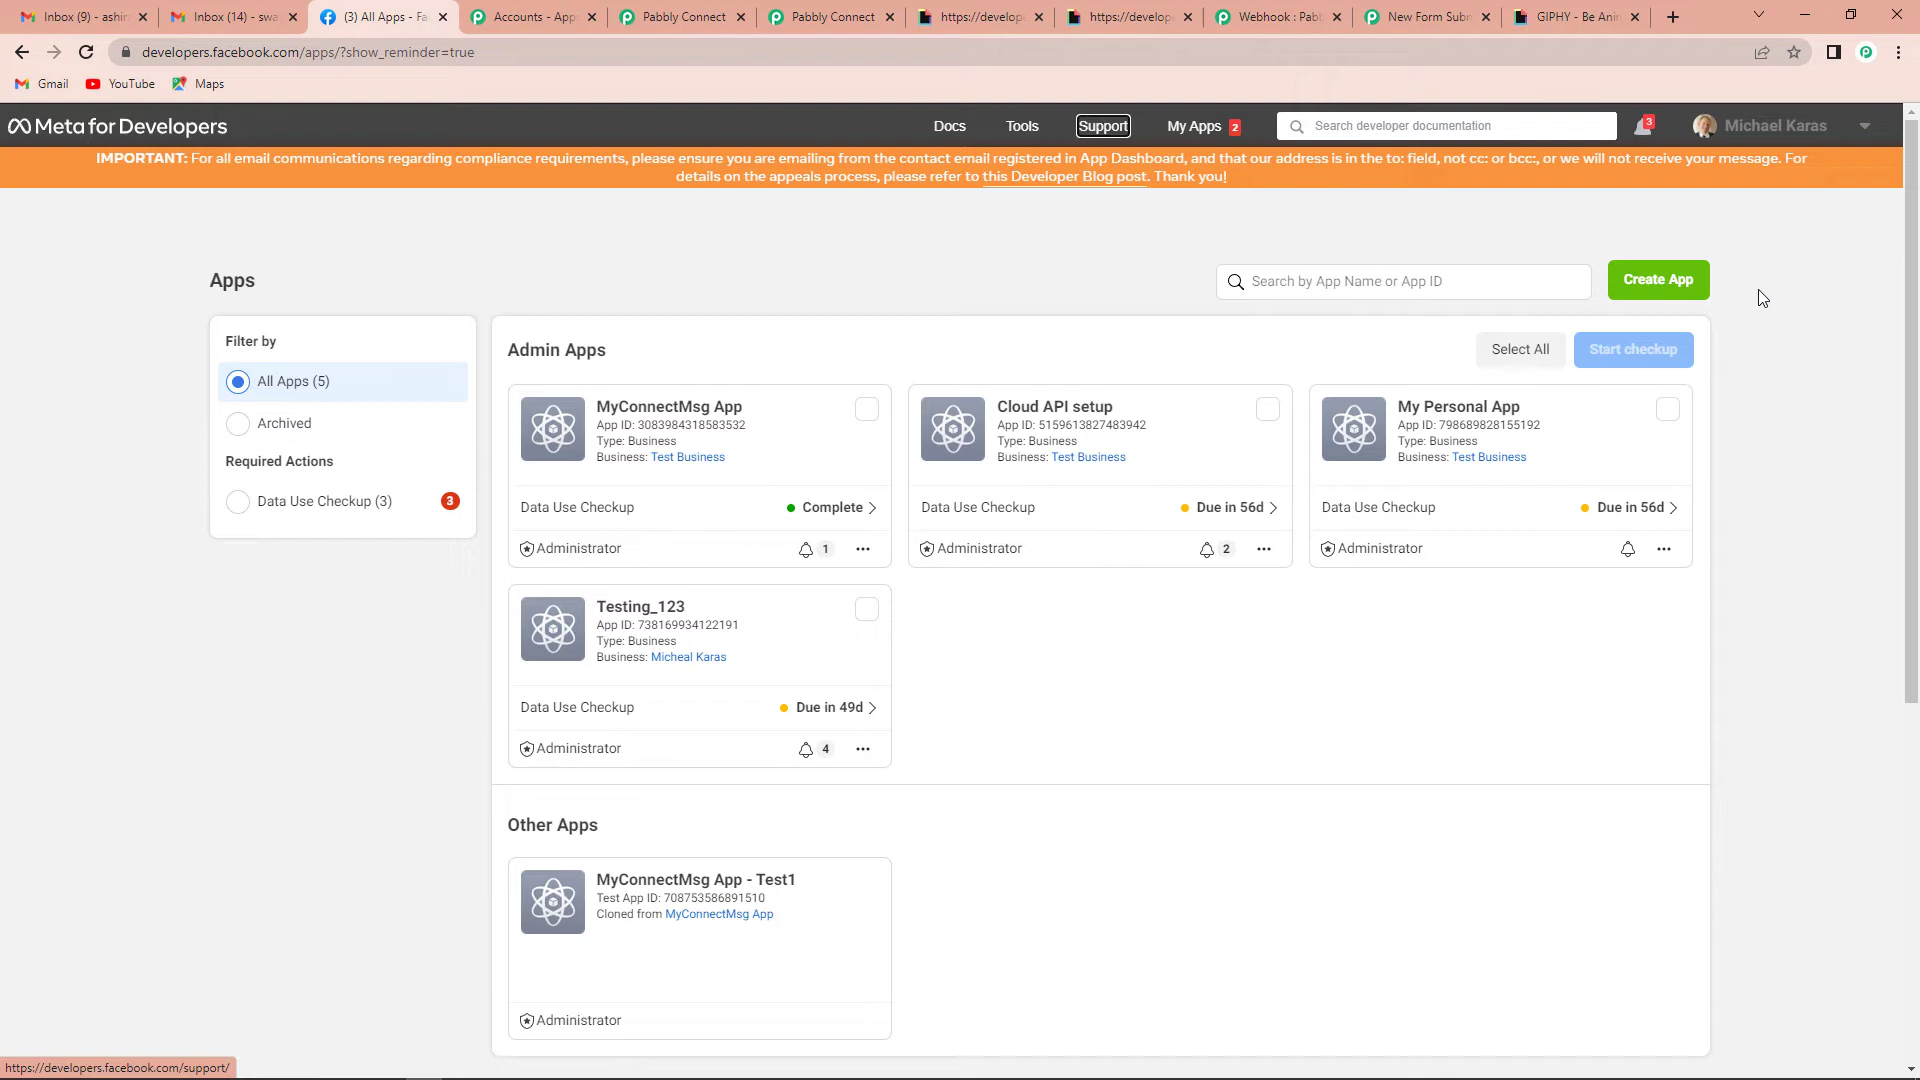 Inbox (9) - ashi
Inbox (14) - swa
(3) All Apps - Fa
Accounts - Apps
Pabbly Connect
Pabbly Connect
https://develop
https://develop
Webhook : Pabb
New Form Subm
GIPHY - Be Ani
developers.facebook.com/apps/?show_reminder=true
Gmail
YouTube
Maps
Meta for Developers
Docs
Tools
Support
My Apps 2
Search developer documentation
3
Michael Karas
IMPORTANT: For all email communications regarding compliance requirements, please ensure you are emailing from the contact email registered in App Dashboard, and that our address is in the to: field, not cc: or bcc:, or we will not receive your message. For
details on the appeals process, please refer to this Developer Blog post. Thank you!
Apps
Search by App Name or App ID
Create App
Filter by
All Apps (5)
Archived
Required Actions
Data Use Checkup (3) 3
Admin Apps
Select All
Start checkup
MyConnectMsg App
App ID: 3083984318583532
Type: Business
Business: Test Business
Data Use Checkup
Complete
Administrator
1
Cloud API setup
App ID: 5159613827483942
Type: Business
Business: Test Business
Data Use Checkup
Due in 56d
Administrator
2
My Personal App
App ID: 798689828155192
Type: Business
Business: Test Business
Data Use Checkup
Due in 56d
Administrator
Testing_123
App ID: 738169934122191
Type: Business
Business: Micheal Karas
Data Use Checkup
Due in 49d
Administrator
4
Other Apps
MyConnectMsg App - Test1
Test App ID: 708753586891510
Cloned from MyConnectMsg App
Administrator
https://developers.facebook.com/support/